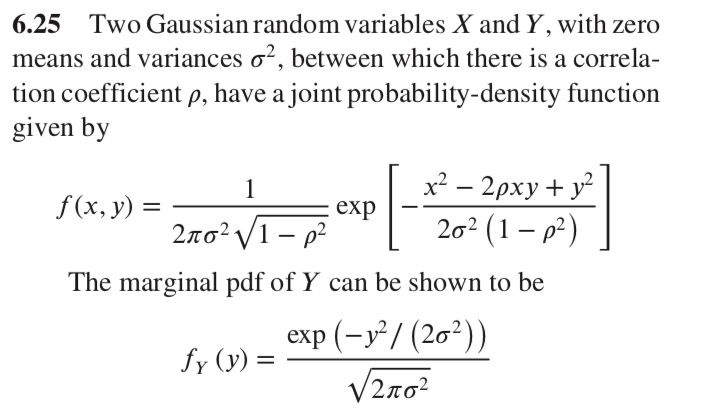 6.25 Two Gaussian random variables X and Y, with zero
means and variances σ², between which there is a correla-
tion coefficient ρ, have a joint probability-density function
given by
f(x, y) = 1 / (2πσ²√(1 − ρ²)) exp [ − (x² − 2ρxy + y²) / (2σ² (1 − ρ²)) ]
The marginal pdf of Y can be shown to be
f_Y (y) = exp (−y²/ (2σ²)) / √(2πσ²)